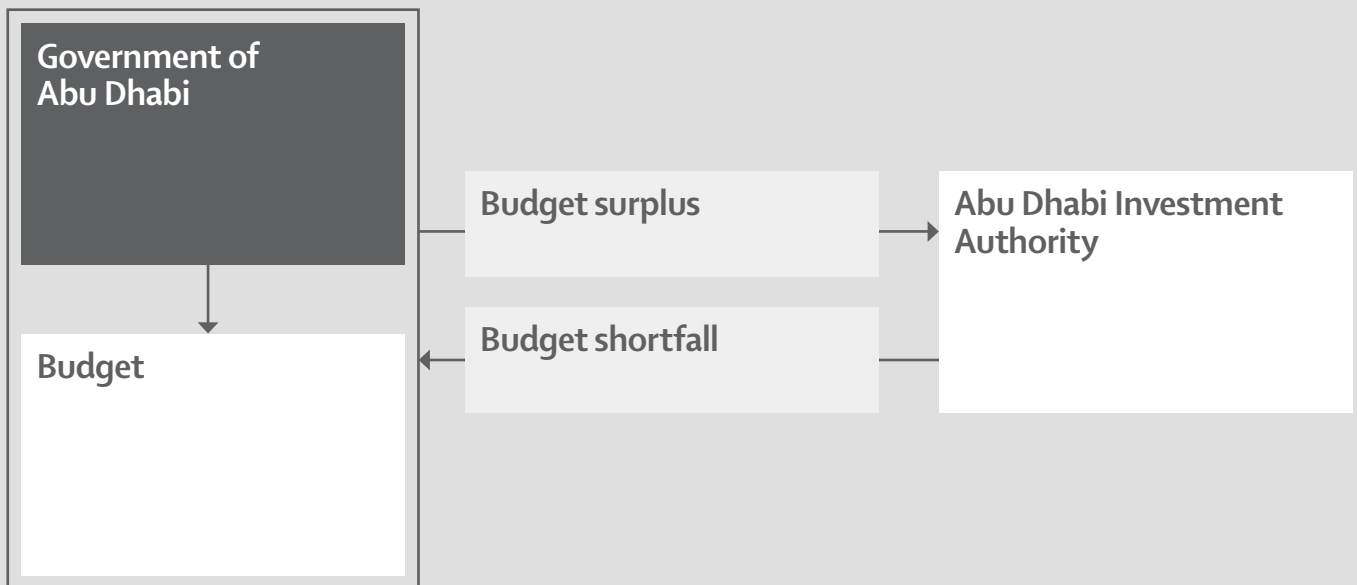 Government of
Abu Dhabi
Budget surplus
Abu Dhabi Investment
Authority
Budget shortfall
Budget